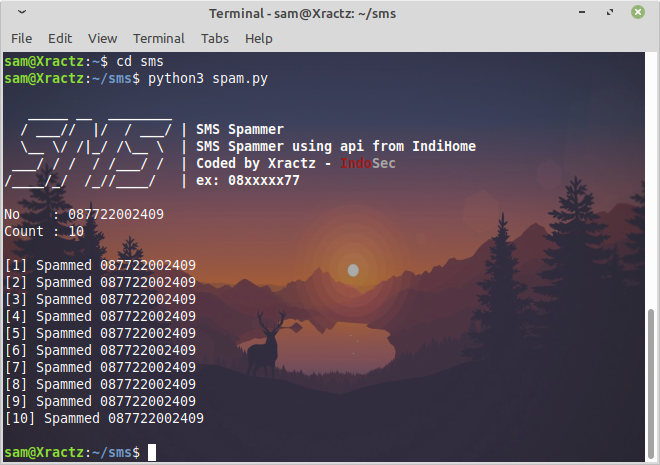 Terminal - sam@Xractz: ~/sms
File Edit View Terminal Tabs Help
sam@Xractz:~$ cd sms
sam@Xractz:~/sms$ python3 spam.py
SMS
| SMS Spammer
| SMS Spammer using api from IndiHome
| Coded by Xractz - IndoSec
| ex: 08xxxxx77
No    : 087722002409
Count : 10
[1] Spammed 087722002409
[2] Spammed 087722002409
[3] Spammed 087722002409
[4] Spammed 087722002409
[5] Spammed 087722002409
[6] Spammed 087722002409
[7] Spammed 087722002409
[8] Spammed 087722002409
[9] Spammed 087722002409
[10] Spammed 087722002409
sam@Xractz:~/sms$